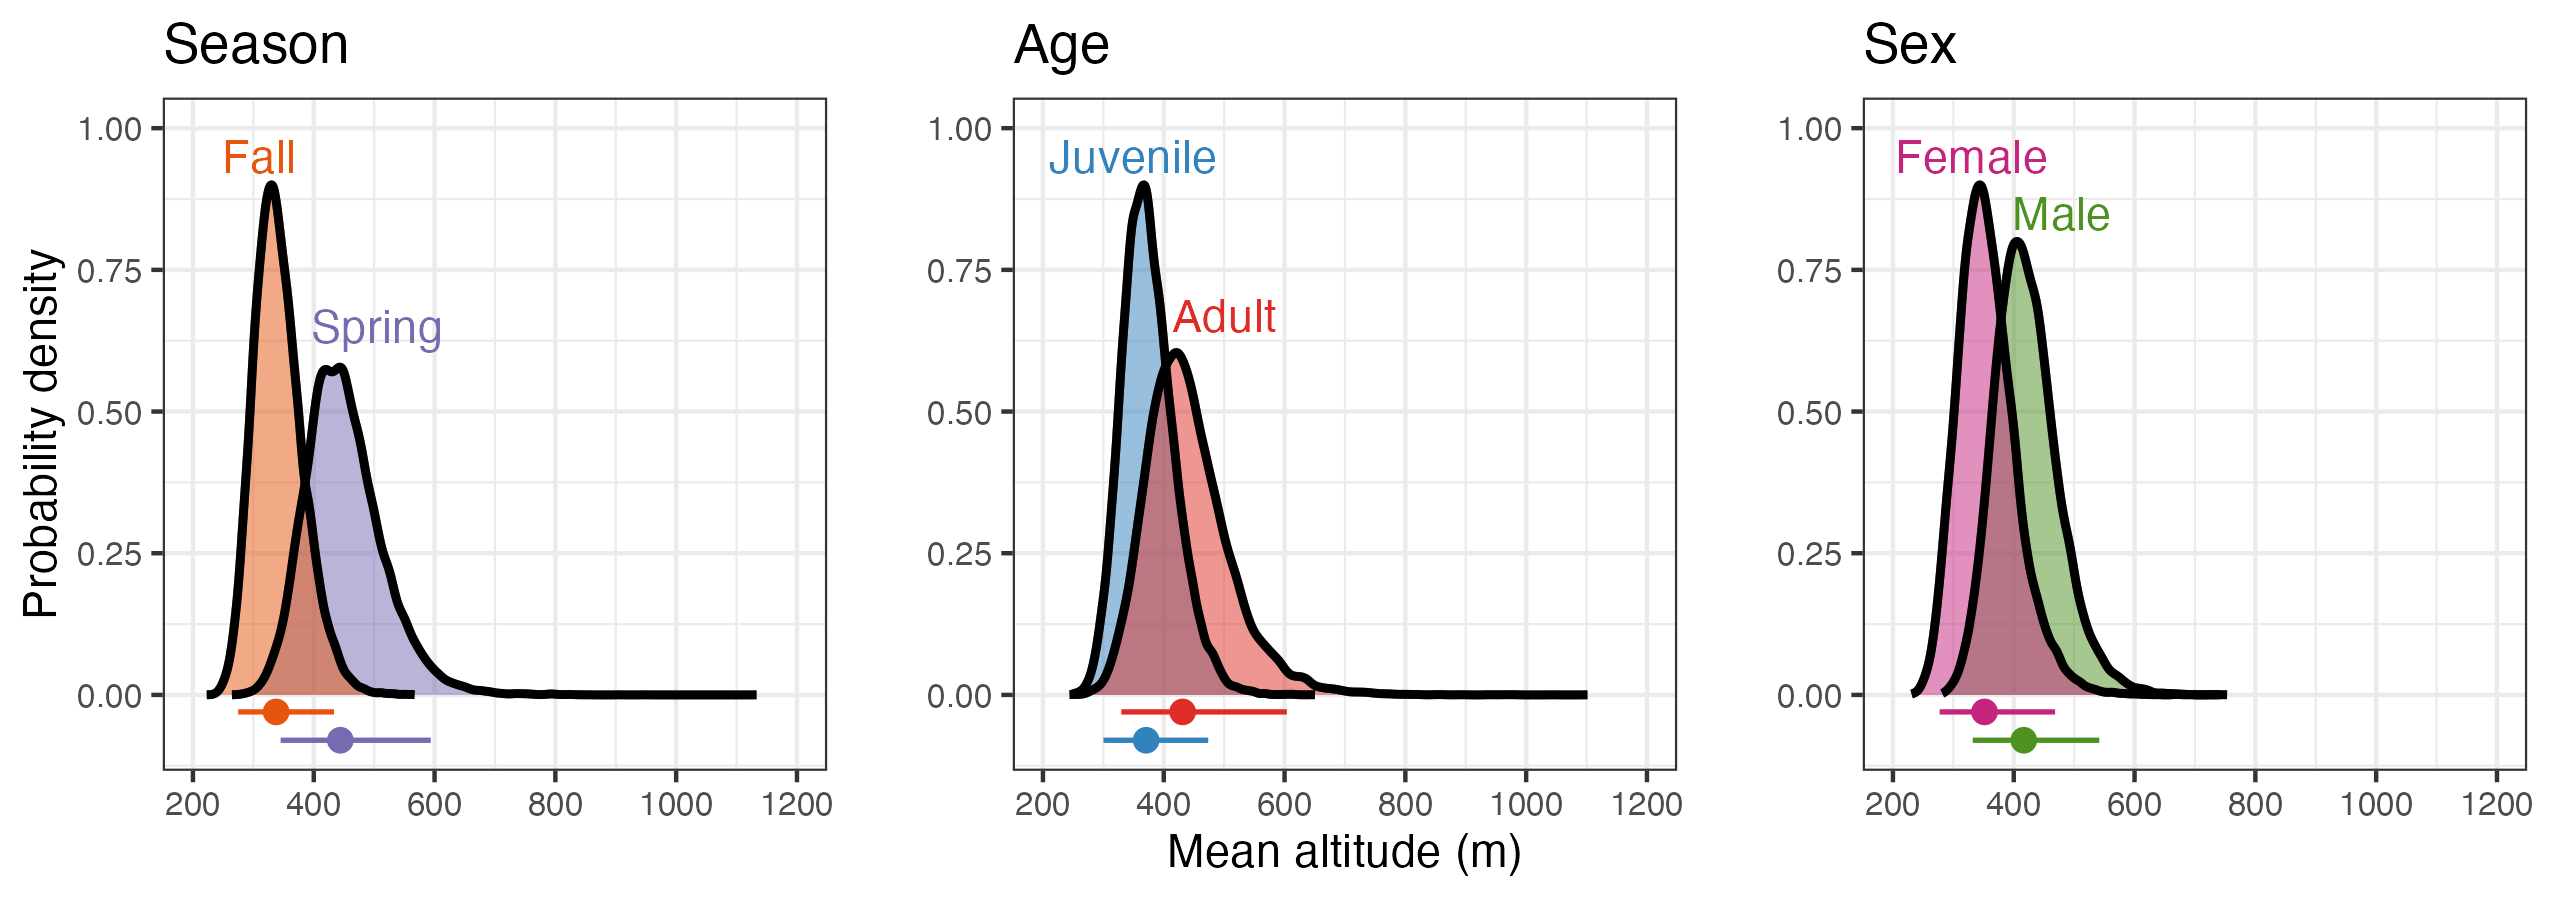 Season
Age
Sex
Probability density
1.00
0.75
0.50
0.25
0.00
Fall
Spring
200 400 600 800 1000 1200
1.00
0.75
0.50
0.25
0.00
Juvenile
Adult
200 400 600 800 1000 1200
1.00
0.75
0.50
0.25
0.00
Female
Male
200 400 600 800 1000 1200
Mean altitude (m)